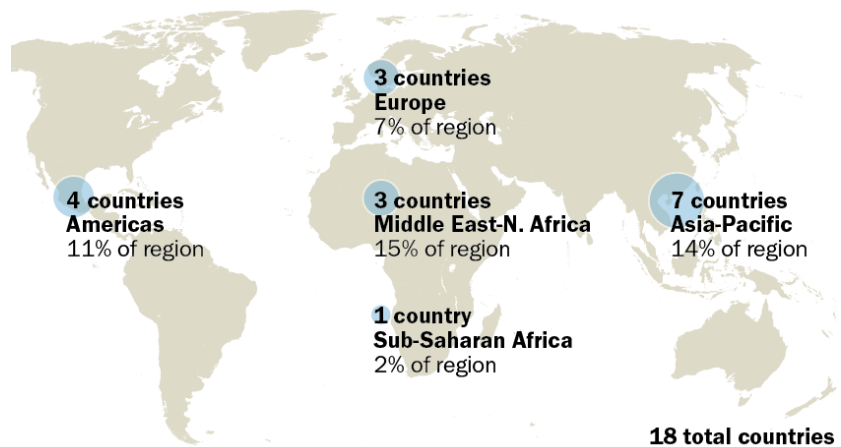 3 countries
Europe
7% of region
4 countries
Americas
11% of region
3 countries
Middle East-N. Africa
15% of region
7 countries
Asia-Pacific
14% of region
1 country
Sub-Saharan Africa
2% of region
18 total countries